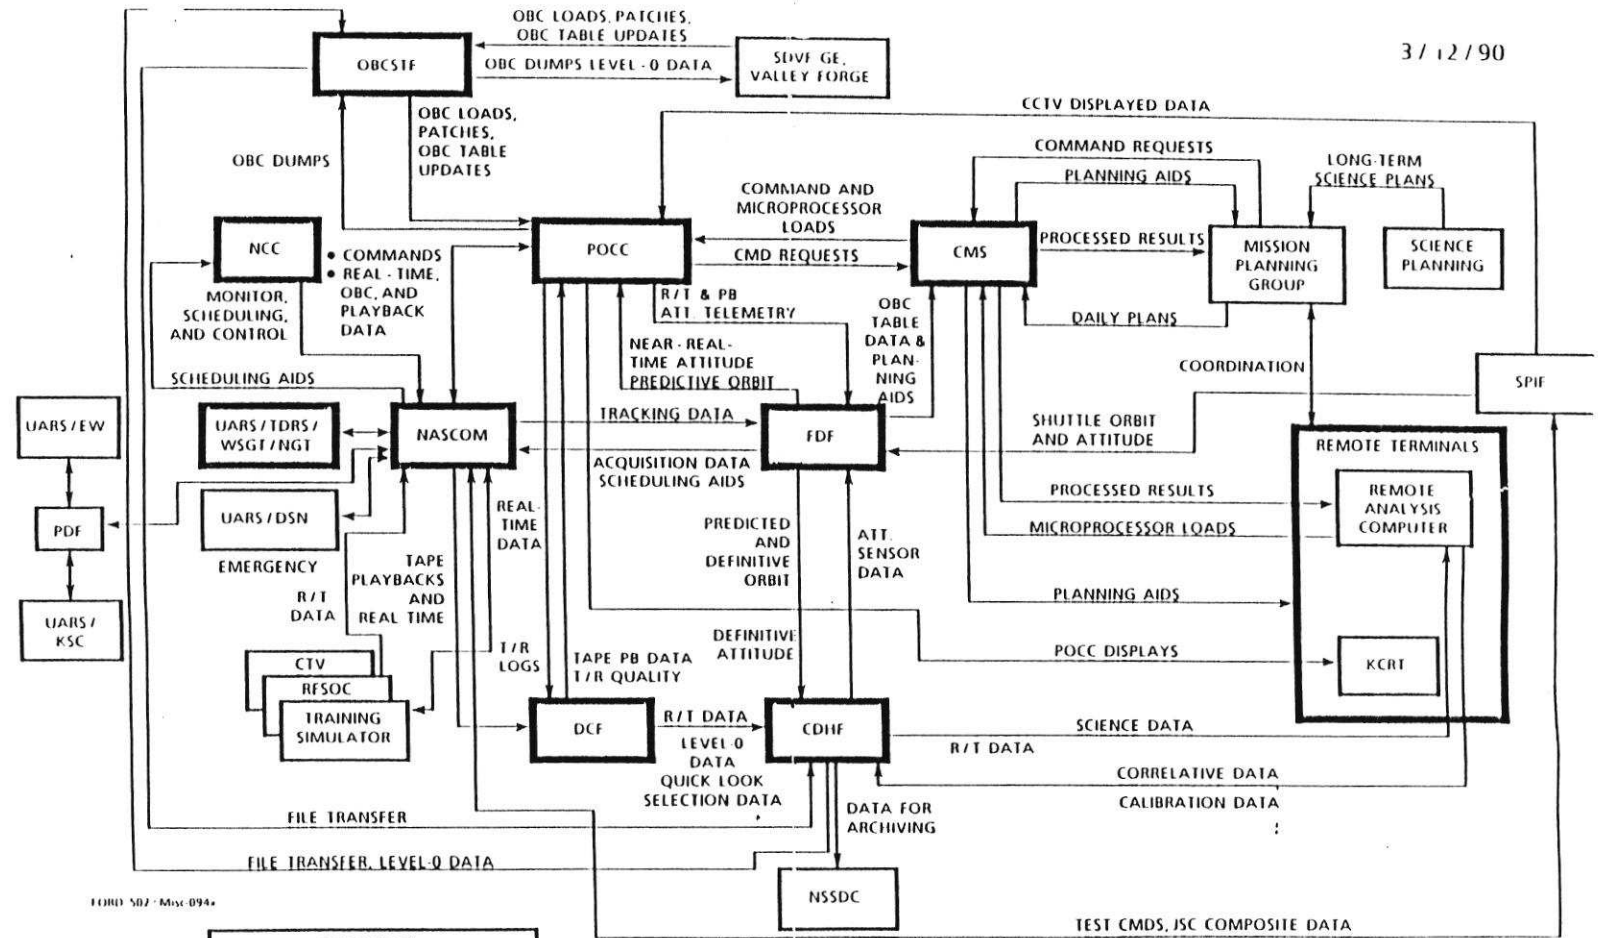 OBC LOADS, PATCHES,
OBC TABLE UPDATES
3/12/90
OBCSTF
OBC DUMPS LEVEL-0 DATA
SDVF GE,
VALLEY FORGE
CCTV DISPLAYED DATA
OBC LOADS,
PATCHES,
OBC TABLE
UPDATES
OBC DUMPS
COMMAND REQUESTS
PLANNING AIDS
LONG-TERM
SCIENCE PLANS
COMMAND AND
MICROPROCESSOR
LOADS
NCC
• COMMANDS
• REAL-TIME,
OBC, AND
PLAYBACK
DATA
POCC
CMD REQUESTS
CMS
PROCESSED RESULTS
MISSION
PLANNING
GROUP
SCIENCE
PLANNING
MONITOR,
SCHEDULING,
AND CONTROL
R/T & PB
ATT. TELEMETRY
OBC
TABLE
DATA &
PLAN-
NING
AIDS
DAILY PLANS
NEAR-REAL-
TIME ATTITUDE
PREDICTIVE ORBIT
COORDINATION
SPIF
SCHEDULING AIDS
UARS/EW
UARS/TDRS/
WSGT/NGT
NASCOM
TRACKING DATA
FDF
SHUTTLE ORBIT
AND ATTITUDE
REMOTE TERMINALS
ACQUISITION DATA
SCHEDULING AIDS
PDF
UARS/DSN
EMERGENCY
REAL-
TIME
DATA
PREDICTED
AND
DEFINITIVE
ORBIT
ATT.
SENSOR
DATA
PROCESSED RESULTS
MICROPROCESSOR LOADS
REMOTE
ANALYSIS
COMPUTER
TAPE
PLAYBACKS
AND
REAL TIME
R/T
DATA
UARS/
KSC
PLANNING AIDS
T/R
LOGS
DEFINITIVE
ATTITUDE
POCC DISPLAYS
KCRT
CTV
RFSOC
TRAINING
SIMULATOR
TAPE PB DATA
T/R QUALITY
DCF
R/T DATA
LEVEL-0
DATA
QUICK LOOK
SELECTION DATA
CDHF
SCIENCE DATA
R/T DATA
CORRELATIVE DATA
CALIBRATION DATA
FILE TRANSFER
DATA FOR
ARCHIVING
FILE TRANSFER, LEVEL-0 DATA
NSSDC
FORD 502-Misc-094a
TEST CMDS, JSC COMPOSITE DATA